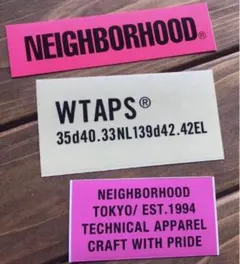 NEIGHBORHOOD®
WTAPS®
35d40.33NL139d42.42EL
NEIGHBORHOOD
TOKYO/ EST.1994
TECHNICAL APPAREL
CRAFT WITH PRIDE